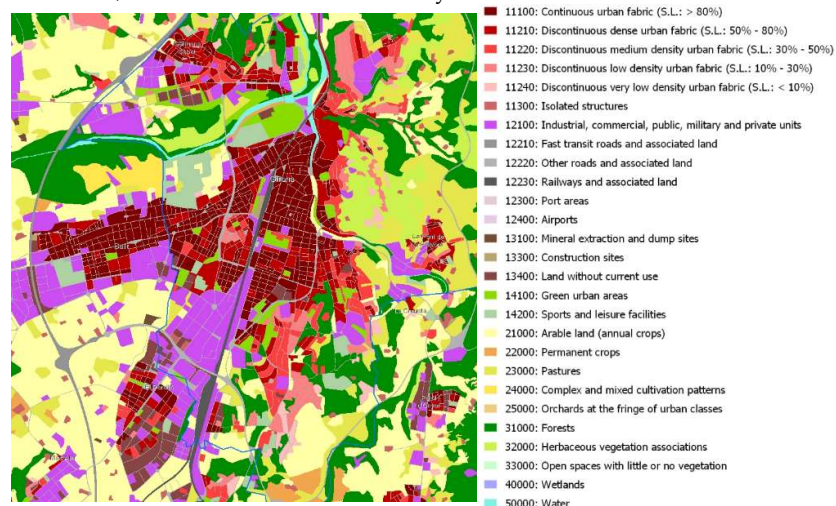 11100: Continuous urban fabric (S.L.: > 80%)
11210: Discontinuous dense urban fabric (S.L.: 50% - 80%)
11220: Discontinuous medium density urban fabric (S.L.: 30% - 50%)
11230: Discontinuous low density urban fabric (S.L.: 10% - 30%)
11240: Discontinuous very low density urban fabric (S.L.: < 10%)
11300: Isolated structures
12100: Industrial, commercial, public, military and private units
12210: Fast transit roads and associated land
12220: Other roads and associated land
12230: Railways and associated land
12300: Port areas
12400: Airports
13100: Mineral extraction and dump sites
13300: Construction sites
13400: Land without current use
14100: Green urban areas
14200: Sports and leisure facilities
21000: Arable land (annual crops)
22000: Permanent crops
23000: Pastures
24000: Complex and mixed cultivation patterns
25000: Orchards at the fringe of urban classes
31000: Forests
32000: Herbaceous vegetation associations
33000: Open spaces with little or no vegetation
40000: Wetlands
50000: Water
Girona
Salt